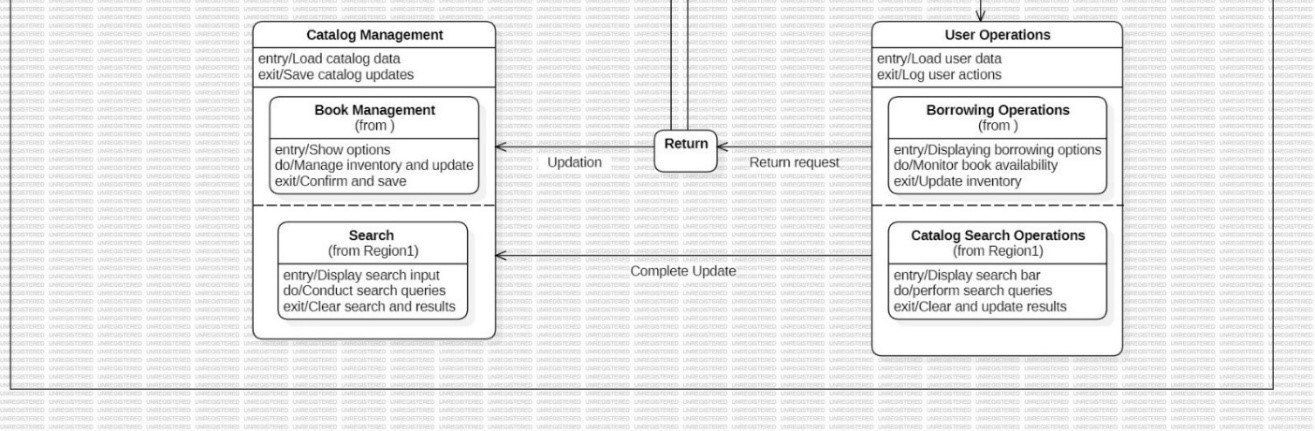 Catalog Management
entry/Load catalog data
exit/Save catalog updates
Book Management
(from )
entry/Show options
do/Manage inventory and update
exit/Confirm and save
Search
(from Region1)
entry/Display search input
do/Conduct search queries
exit/Clear search and results
Updation
Return
Return request
Complete Update
User Operations
entry/Load user data
exit/Log user actions
Borrowing Operations
(from )
entry/Displaying borrowing options
do/Monitor book availability
exit/Update inventory
Catalog Search Operations
(from Region1)
entry/Display search bar
do/perform search queries
exit/Clear and update results
UNREGISTERED